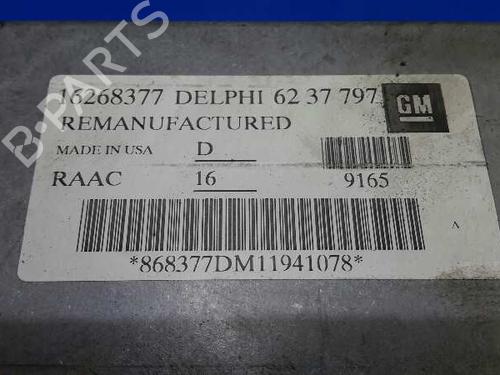 B-PARTS
16268377 DELPHI 62 37 797
GM
REMANUFACTURED
MADE IN USA D
RAAC 16 9165
*868377DM11941078*
A